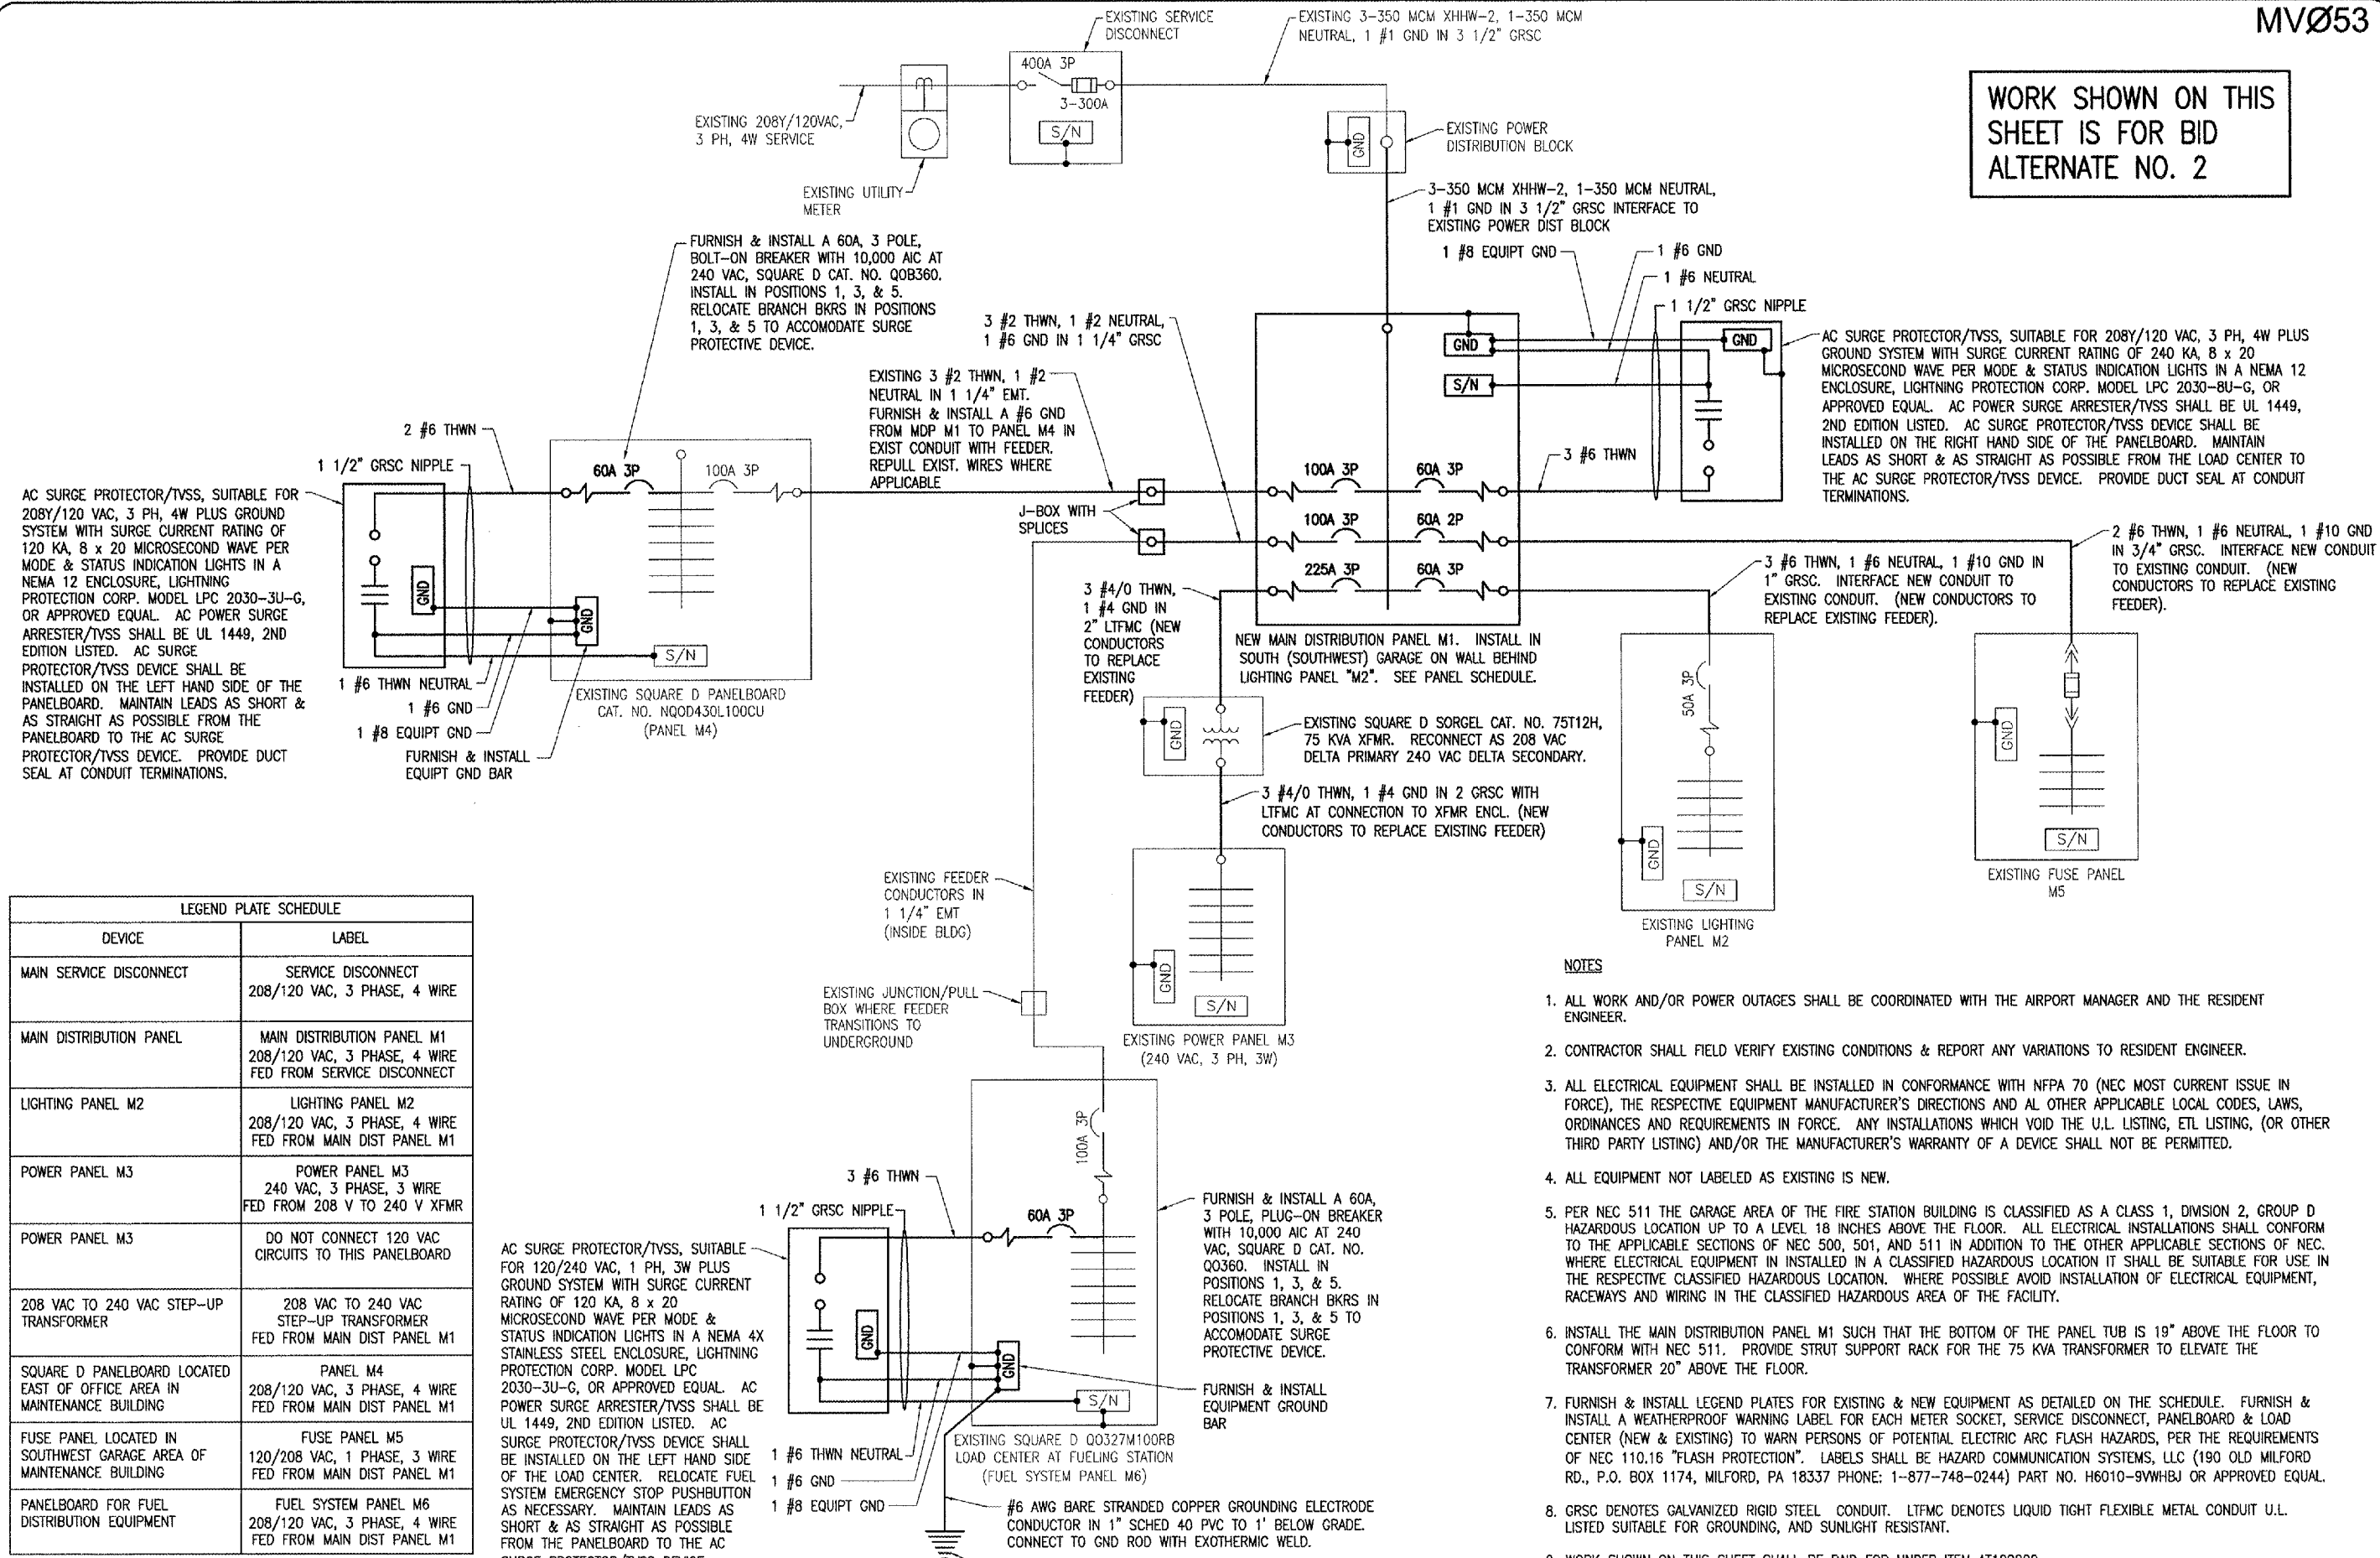 MVØ53
WORK SHOWN ON THIS
SHEET IS FOR BID
ALTERNATE NO. 2
EXISTING SERVICE
DISCONNECT
EXISTING 3-350 MCM XHHW-2, 1-350 MCM
NEUTRAL, 1 #1 GND IN 3 1/2" GRSC
400A 3P
3-300A
S/N
EXISTING 208Y/120VAC,
3 PH, 4W SERVICE
EXISTING UTILITY
METER
GND
EXISTING POWER
DISTRIBUTION BLOCK
3-350 MCM XHHW-2, 1-350 MCM NEUTRAL,
1 #1 GND IN 3 1/2" GRSC INTERFACE TO
EXISTING POWER DIST BLOCK
FURNISH & INSTALL A 60A, 3 POLE,
BOLT-ON BREAKER WITH 10,000 AIC AT
240 VAC, SQUARE D CAT. NO. QOB360.
INSTALL IN POSITIONS 1, 3, & 5.
RELOCATE BRANCH BKRS IN POSITIONS
1, 3, & 5 TO ACCOMODATE SURGE
PROTECTIVE DEVICE.
1 #8 EQUIPT GND
1 #6 GND
1 #6 NEUTRAL
1 1/2" GRSC NIPPLE
3 #2 THWN, 1 #2 NEUTRAL,
1 #6 GND IN 1 1/4" GRSC
EXISTING 3 #2 THWN, 1 #2
NEUTRAL IN 1 1/4" EMT.
FURNISH & INSTALL A #6 GND
FROM MDP M1 TO PANEL M4 IN
EXIST CONDUIT WITH FEEDER.
REPULL EXIST. WIRES WHERE
APPLICABLE
GND
S/N
GND
3 #6 THWN
AC SURGE PROTECTOR/TVSS, SUITABLE FOR 208Y/120 VAC, 3 PH, 4W PLUS
GROUND SYSTEM WITH SURGE CURRENT RATING OF 240 KA, 8 x 20
MICROSECOND WAVE PER MODE & STATUS INDICATION LIGHTS IN A NEMA 12
ENCLOSURE, LIGHTNING PROTECTION CORP. MODEL LPC 2030-8U-G, OR
APPROVED EQUAL. AC POWER SURGE ARRESTER/TVSS SHALL BE UL 1449,
2ND EDITION LISTED. AC SURGE PROTECTOR/TVSS DEVICE SHALL BE
INSTALLED ON THE RIGHT HAND SIDE OF THE PANELBOARD. MAINTAIN
LEADS AS SHORT & AS STRAIGHT AS POSSIBLE FROM THE LOAD CENTER TO
THE AC SURGE PROTECTOR/TVSS DEVICE. PROVIDE DUCT SEAL AT CONDUIT
TERMINATIONS.
2 #6 THWN
1 1/2" GRSC NIPPLE
60A 3P
100A 3P
AC SURGE PROTECTOR/TVSS, SUITABLE FOR
208Y/120 VAC, 3 PH, 4W PLUS GROUND
SYSTEM WITH SURGE CURRENT RATING OF
120 KA, 8 x 20 MICROSECOND WAVE PER
MODE & STATUS INDICATION LIGHTS IN A
NEMA 12 ENCLOSURE, LIGHTNING
PROTECTION CORP. MODEL LPC 2030-3U-G,
OR APPROVED EQUAL. AC POWER SURGE
ARRESTER/TVSS SHALL BE UL 1449, 2ND
EDITION LISTED. AC SURGE
PROTECTOR/TVSS DEVICE SHALL BE
INSTALLED ON THE LEFT HAND SIDE OF THE
PANELBOARD. MAINTAIN LEADS AS SHORT &
AS STRAIGHT AS POSSIBLE FROM THE
PANELBOARD TO THE AC SURGE
PROTECTOR/TVSS DEVICE. PROVIDE DUCT
SEAL AT CONDUIT TERMINATIONS.
GND
GND
S/N
1 #6 THWN NEUTRAL
1 #6 GND
1 #8 EQUIPT GND
FURNISH & INSTALL
EQUIPT GND BAR
EXISTING SQUARE D PANELBOARD
CAT. NO. NQOD430L100CU
(PANEL M4)
J-BOX WITH
SPLICES
100A 3P
60A 3P
100A 3P
60A 2P
225A 3P
60A 3P
3 #4/0 THWN,
1 #4 GND IN
2" LTFMC (NEW
CONDUCTORS
TO REPLACE
EXISTING
FEEDER)
NEW MAIN DISTRIBUTION PANEL M1. INSTALL IN
SOUTH (SOUTHWEST) GARAGE ON WALL BEHIND
LIGHTING PANEL "M2". SEE PANEL SCHEDULE.
3 #6 THWN, 1 #6 NEUTRAL, 1 #10 GND IN
1" GRSC. INTERFACE NEW CONDUIT TO
EXISTING CONDUIT. (NEW CONDUCTORS TO
REPLACE EXISTING FEEDER).
2 #6 THWN, 1 #6 NEUTRAL, 1 #10 GND
IN 3/4" GRSC. INTERFACE NEW CONDUIT
TO EXISTING CONDUIT. (NEW
CONDUCTORS TO REPLACE EXISTING
FEEDER).
GND
EXISTING SQUARE D SORGEL CAT. NO. 75T12H,
75 KVA XFMR. RECONNECT AS 208 VAC
DELTA PRIMARY 240 VAC DELTA SECONDARY.
3 #4/0 THWN, 1 #4 GND IN 2 GRSC WITH
LTFMC AT CONNECTION TO XFMR ENCL. (NEW
CONDUCTORS TO REPLACE EXISTING FEEDER)
50A 3P
GND
S/N
EXISTING LIGHTING
PANEL M2
GND
S/N
EXISTING FUSE PANEL
M5
EXISTING FEEDER
CONDUCTORS IN
1 1/4" EMT
(INSIDE BLDG)
GND
S/N
EXISTING POWER PANEL M3
(240 VAC, 3 PH, 3W)
EXISTING JUNCTION/PULL
BOX WHERE FEEDER
TRANSITIONS TO
UNDERGROUND
LEGEND PLATE SCHEDULE
DEVICE
LABEL
MAIN SERVICE DISCONNECT
SERVICE DISCONNECT
208/120 VAC, 3 PHASE, 4 WIRE
MAIN DISTRIBUTION PANEL
MAIN DISTRIBUTION PANEL M1
208/120 VAC, 3 PHASE, 4 WIRE
FED FROM SERVICE DISCONNECT
LIGHTING PANEL M2
LIGHTING PANEL M2
208/120 VAC, 3 PHASE, 4 WIRE
FED FROM MAIN DIST PANEL M1
POWER PANEL M3
POWER PANEL M3
240 VAC, 3 PHASE, 3 WIRE
FED FROM 208 V TO 240 V XFMR
POWER PANEL M3
DO NOT CONNECT 120 VAC
CIRCUITS TO THIS PANELBOARD
208 VAC TO 240 VAC STEP-UP
TRANSFORMER
208 VAC TO 240 VAC
STEP-UP TRANSFORMER
FED FROM MAIN DIST PANEL M1
SQUARE D PANELBOARD LOCATED
EAST OF OFFICE AREA IN
MAINTENANCE BUILDING
PANEL M4
208/120 VAC, 3 PHASE, 4 WIRE
FED FROM MAIN DIST PANEL M1
FUSE PANEL LOCATED IN
SOUTHWEST GARAGE AREA OF
MAINTENANCE BUILDING
FUSE PANEL M5
120/208 VAC, 1 PHASE, 3 WIRE
FED FROM MAIN DIST PANEL M1
PANELBOARD FOR FUEL
DISTRIBUTION EQUIPMENT
FUEL SYSTEM PANEL M6
208/120 VAC, 3 PHASE, 4 WIRE
FED FROM MAIN DIST PANEL M1
100A 3P
3 #6 THWN
1 1/2" GRSC NIPPLE
60A 3P
AC SURGE PROTECTOR/TVSS, SUITABLE
FOR 120/240 VAC, 1 PH, 3W PLUS
GROUND SYSTEM WITH SURGE CURRENT
RATING OF 120 KA, 8 x 20
MICROSECOND WAVE PER MODE &
STATUS INDICATION LIGHTS IN A NEMA 4X
STAINLESS STEEL ENCLOSURE, LIGHTNING
PROTECTION CORP. MODEL LPC
2030-3U-G, OR APPROVED EQUAL. AC
POWER SURGE ARRESTER/TVSS SHALL BE
UL 1449, 2ND EDITION LISTED. AC
SURGE PROTECTOR/TVSS DEVICE SHALL
BE INSTALLED ON THE LEFT HAND SIDE
OF THE LOAD CENTER. RELOCATE FUEL
SYSTEM EMERGENCY STOP PUSHBUTTON
AS NECESSARY. MAINTAIN LEADS AS
SHORT & AS STRAIGHT AS POSSIBLE
FROM THE PANELBOARD TO THE AC
SURGE PROTECTOR/TVSS DEVICE
GND
GND
S/N
FURNISH & INSTALL A 60A,
3 POLE, PLUG-ON BREAKER
WITH 10,000 AIC AT 240
VAC, SQUARE D CAT. NO.
QO360. INSTALL IN
POSITIONS 1, 3, & 5.
RELOCATE BRANCH BKRS IN
POSITIONS 1, 3, & 5 TO
ACCOMODATE SURGE
PROTECTIVE DEVICE.
FURNISH & INSTALL
EQUIPMENT GROUND
BAR
1 #6 THWN NEUTRAL
1 #6 GND
1 #8 EQUIPT GND
EXISTING SQUARE D QO327M100RB
LOAD CENTER AT FUELING STATION
(FUEL SYSTEM PANEL M6)
#6 AWG BARE STRANDED COPPER GROUNDING ELECTRODE
CONDUCTOR IN 1" SCHED 40 PVC TO 1' BELOW GRADE.
CONNECT TO GND ROD WITH EXOTHERMIC WELD.
NOTES
1. ALL WORK AND/OR POWER OUTAGES SHALL BE COORDINATED WITH THE AIRPORT MANAGER AND THE RESIDENT
ENGINEER.
2. CONTRACTOR SHALL FIELD VERIFY EXISTING CONDITIONS & REPORT ANY VARIATIONS TO RESIDENT ENGINEER.
3. ALL ELECTRICAL EQUIPMENT SHALL BE INSTALLED IN CONFORMANCE WITH NFPA 70 (NEC MOST CURRENT ISSUE IN
FORCE), THE RESPECTIVE EQUIPMENT MANUFACTURER'S DIRECTIONS AND AL OTHER APPLICABLE LOCAL CODES, LAWS,
ORDINANCES AND REQUIREMENTS IN FORCE. ANY INSTALLATIONS WHICH VOID THE U.L. LISTING, ETL LISTING, (OR OTHER
THIRD PARTY LISTING) AND/OR THE MANUFACTURER'S WARRANTY OF A DEVICE SHALL NOT BE PERMITTED.
4. ALL EQUIPMENT NOT LABELED AS EXISTING IS NEW.
5. PER NEC 511 THE GARAGE AREA OF THE FIRE STATION BUILDING IS CLASSIFIED AS A CLASS 1, DIVISION 2, GROUP D
HAZARDOUS LOCATION UP TO A LEVEL 18 INCHES ABOVE THE FLOOR. ALL ELECTRICAL INSTALLATIONS SHALL CONFORM
TO THE APPLICABLE SECTIONS OF NEC 500, 501, AND 511 IN ADDITION TO THE OTHER APPLICABLE SECTIONS OF NEC.
WHERE ELECTRICAL EQUIPMENT IN INSTALLED IN A CLASSIFIED HAZARDOUS LOCATION IT SHALL BE SUITABLE FOR USE IN
THE RESPECTIVE CLASSIFIED HAZARDOUS LOCATION. WHERE POSSIBLE AVOID INSTALLATION OF ELECTRICAL EQUIPMENT,
RACEWAYS AND WIRING IN THE CLASSIFIED HAZARDOUS AREA OF THE FACILITY.
6. INSTALL THE MAIN DISTRIBUTION PANEL M1 SUCH THAT THE BOTTOM OF THE PANEL TUB IS 19" ABOVE THE FLOOR TO
CONFORM WITH NEC 511. PROVIDE STRUT SUPPORT RACK FOR THE 75 KVA TRANSFORMER TO ELEVATE THE
TRANSFORMER 20" ABOVE THE FLOOR.
7. FURNISH & INSTALL LEGEND PLATES FOR EXISTING & NEW EQUIPMENT AS DETAILED ON THE SCHEDULE. FURNISH &
INSTALL A WEATHERPROOF WARNING LABEL FOR EACH METER SOCKET, SERVICE DISCONNECT, PANELBOARD & LOAD
CENTER (NEW & EXISTING) TO WARN PERSONS OF POTENTIAL ELECTRIC ARC FLASH HAZARDS, PER THE REQUIREMENTS
OF NEC 110.16 "FLASH PROTECTION". LABELS SHALL BE HAZARD COMMUNICATION SYSTEMS, LLC (190 OLD MILFORD
RD., P.O. BOX 1174, MILFORD, PA 18337 PHONE: 1-877-748-0244) PART NO. H6010-9VWHBJ OR APPROVED EQUAL.
8. GRSC DENOTES GALVANIZED RIGID STEEL CONDUIT. LTFMC DENOTES LIQUID TIGHT FLEXIBLE METAL CONDUIT U.L.
LISTED SUITABLE FOR GROUNDING, AND SUNLIGHT RESISTANT.